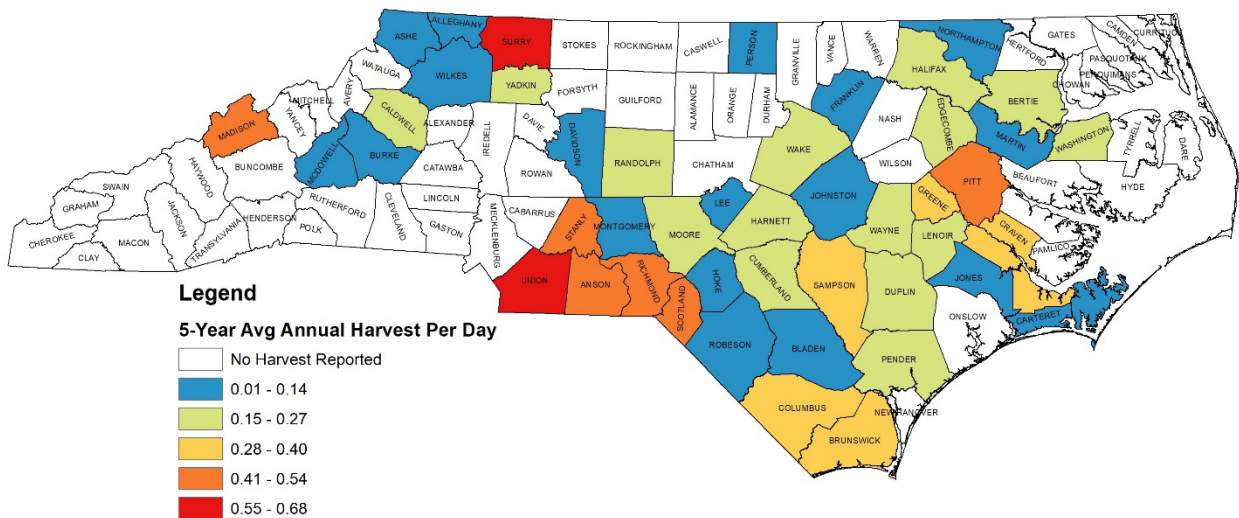 ALLEGHANY
ASHE
SURRY
STOKES
ROCKINGHAM
CASWELL
PERSON
GRANVILLE
VANCE
WARREN
NORTHAMPTON
GATES
CAMDEN
CURRITUCK
HERTFORD
PASQUOTANK
PERQUIMANS
CHOWAN
WATAUGA
WILKES
YADKIN
FORSYTH
GUILFORD
ALAMANCE
ORANGE
DURHAM
FRANKLIN
HALIFAX
BERTIE
MITCHELL
AVERY
CALDWELL
ALEXANDER
IREDELL
DAVIE
DAVIDSON
RANDOLPH
CHATHAM
WAKE
NASH
EDGECOMBE
MARTIN
WASHINGTON
TYRRELL
DARE
MADISON
YANCEY
MCDOWELL
BURKE
CATAWBA
ROWAN
WILSON
PITT
BEAUFORT
HYDE
HAYWOOD
BUNCOMBE
SWAIN
GRAHAM
JACKSON
CHEROKEE
MACON
CLAY
TRANSYLVANIA
HENDERSON
RUTHERFORD
POLK
CLEVELAND
LINCOLN
GASTON
MECKLENBURG
CABARRUS
STANLY
MONTGOMERY
MOORE
LEE
HARNETT
JOHNSTON
GREENE
WAYNE
LENOIR
CRAVEN
PAMLICO
UNION
ANSON
RICHMOND
SCOTLAND
HOKE
CUMBERLAND
SAMPSON
DUPLIN
JONES
ONSLOW
CARTERET
ROBESON
BLADEN
PENDER
COLUMBUS
NEW HANOVER
BRUNSWICK
Legend
5-Year Avg Annual Harvest Per Day
No Harvest Reported
0.01 - 0.14
0.15 - 0.27
0.28 - 0.40
0.41 - 0.54
0.55 - 0.68